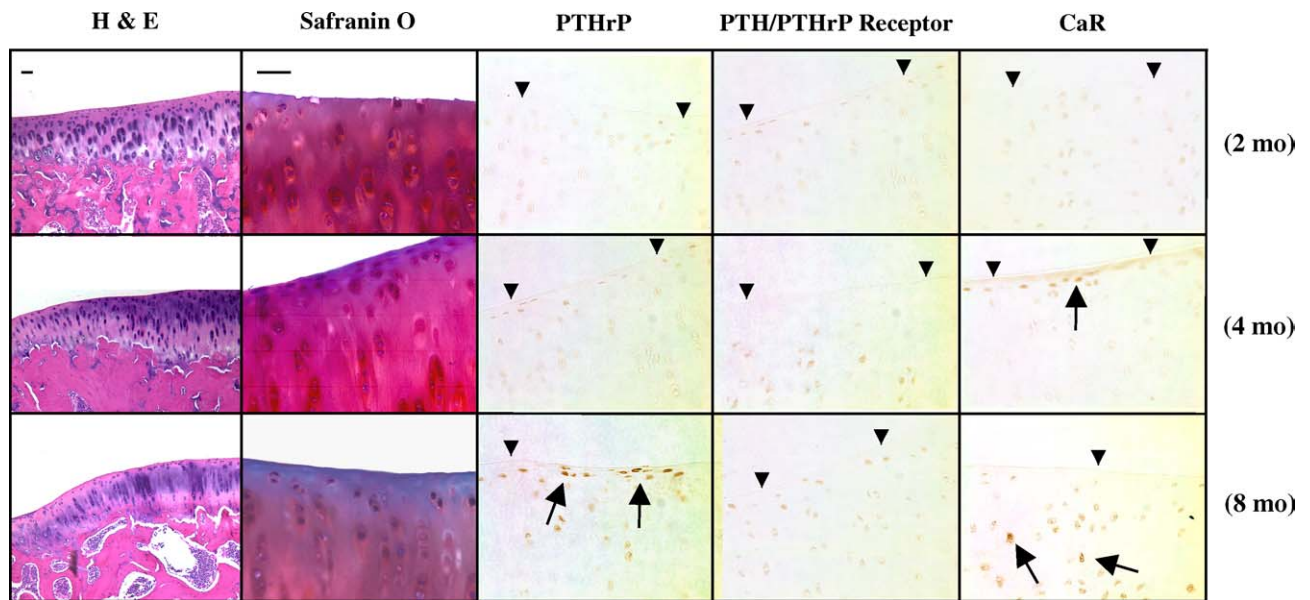 H & E Safranin O PTHrP PTH/PTHrP Receptor CaR
(2 mo)
(4 mo)
(8 mo)